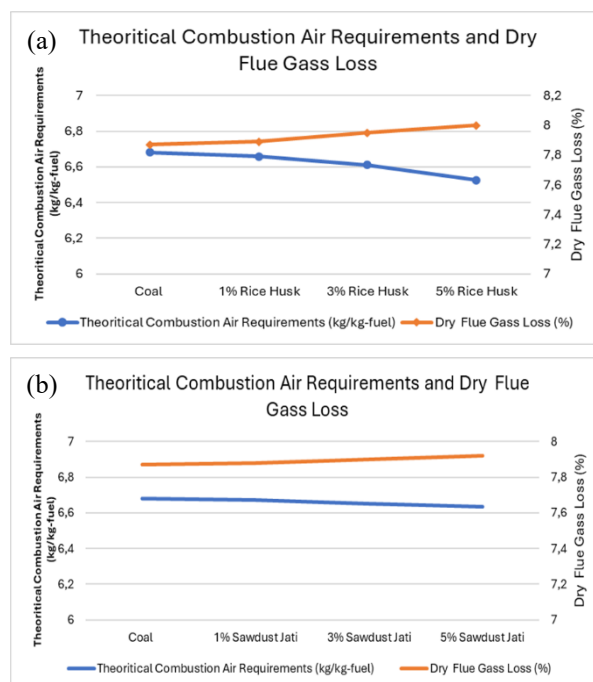 (a)
Theoritical Combustion Air Requirements and Dry
Flue Gass Loss
Theoritical Combustion Air Requirements
(kg/kg-fuel)
7
6,8
6,6
6,4
6,2
6
8,2
8
7,8
7,6
7,4
7,2
7
Dry Flue Gass Loss (%)
Coal
1% Rice Husk
3% Rice Husk
5% Rice Husk
Theoritical Combustion Air Requirements (kg/kg-fuel)
Dry Flue Gass Loss (%)
(b)
Theoritical Combustion Air Requirements and Dry Flue
Gass Loss
Theoritical Combustion Air Requirements
(kg/kg-fuel)
7
6,8
6,6
6,4
6,2
6
8
7,8
7,6
7,4
7,2
7
Dry Flue Gass Loss (%)
Coal
1% Sawdust Jati
3% Sawdust Jati
5% Sawdust Jati
Theoritical Combustion Air Requirements (kg/kg-fuel)
Dry Flue Gass Loss (%)